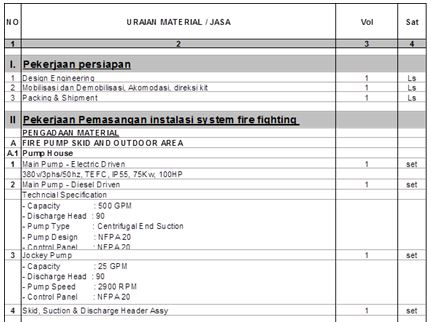 NO URAIAN MATERIAL / JASA Vol Sat
1 2 3 4
I. Pekerjaan persiapan
1 Design Engineering 1 Ls
2 Mobilisasi dan Demobilisasi, Akomodasi, direksi kit 1 Ls
3 Packing & Shipment 1 Ls
II Pekerjaan Pemasangan instalasi system fire fighting
PENGADAAN MATERIAL
A FIRE PUMP SKID AND OUTDOOR AREA
A.1 Pump House
1 Main Pump - Electric Driven 1 set
380v/3phs/50hz, TEFC, IP55, 75Kw, 100HP
2 Main Pump - Diesel Driven 1 set
Techncial Specification
- Capacity : 500 GPM
- Discharge Head : 90
- Pump Type : Centrifugal End Suction
- Pump Design : NFPA 20
- Control Panel : NFPA 20
3 Jockey Pump 1 set
- Capacity : 25 GPM
- Discharge Head : 90
- Pump Speed : 2900 RPM
- Control Panel : NFPA 20
4 Skid, Suction & Discharge Header Assy 1 set